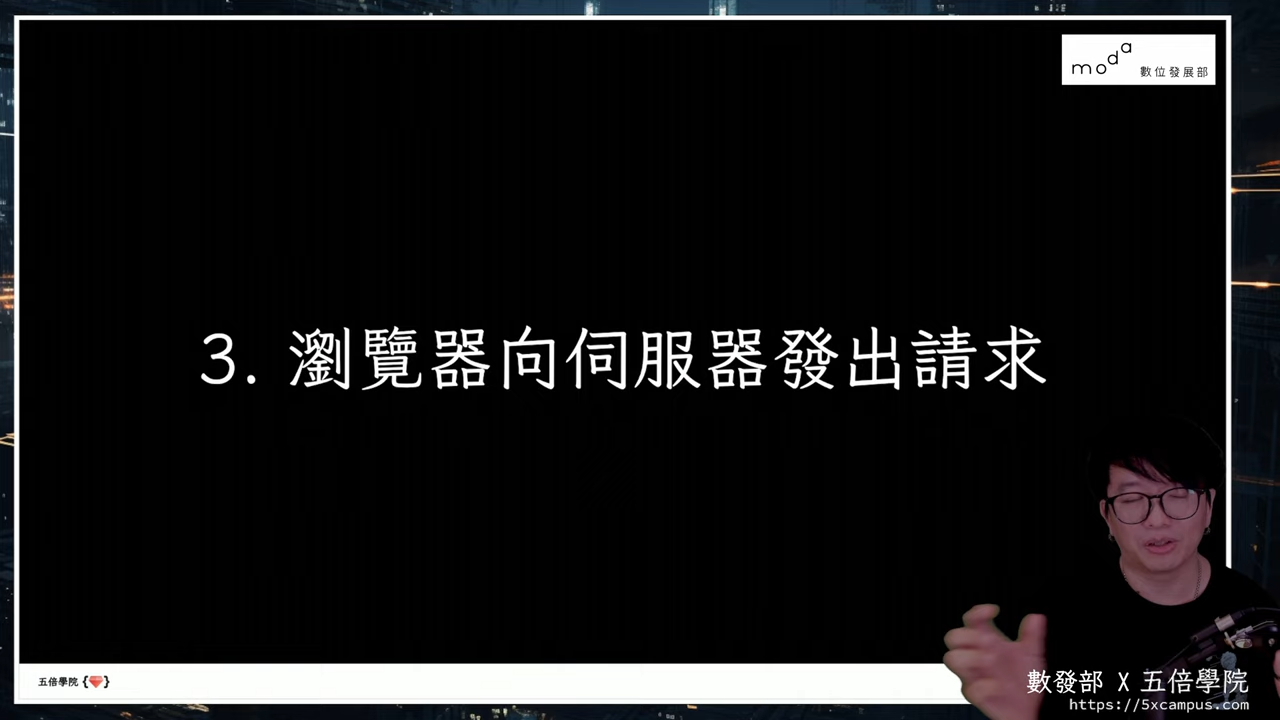 moda 數位發展部
3. 瀏覽器向伺服器發出請求
五倍學院 {}
數發部 X 五倍學院
https://5xcampus.com